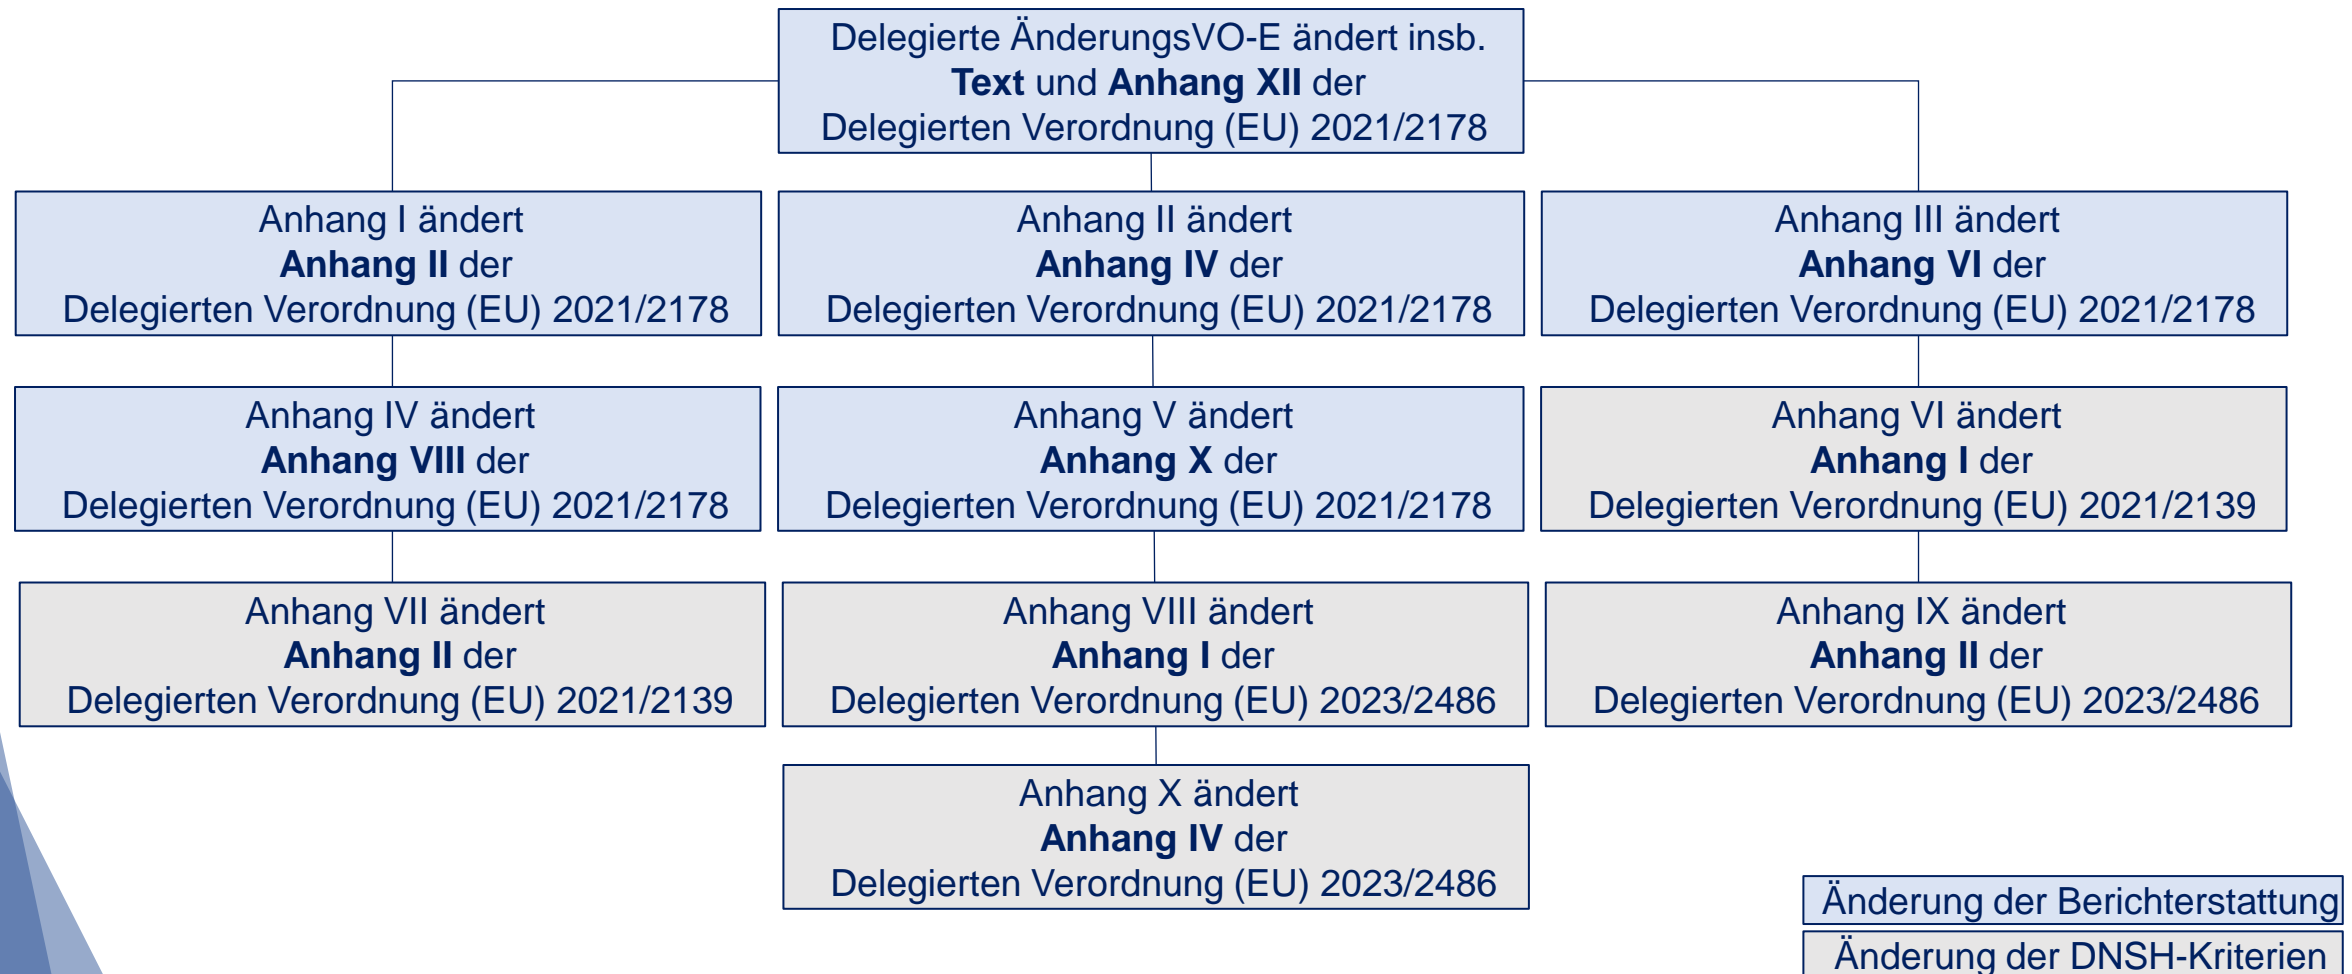 Delegierte ÄnderungsVO-E ändert insb.
Text und Anhang XII der
Delegierten Verordnung (EU) 2021/2178
Anhang I ändert
Anhang II der
Delegierten Verordnung (EU) 2021/2178
Anhang II ändert
Anhang IV der
Delegierten Verordnung (EU) 2021/2178
Anhang III ändert
Anhang VI der
Delegierten Verordnung (EU) 2021/2178
Anhang IV ändert
Anhang VIII der
Delegierten Verordnung (EU) 2021/2178
Anhang V ändert
Anhang X der
Delegierten Verordnung (EU) 2021/2178
Anhang VI ändert
Anhang I der
Delegierten Verordnung (EU) 2021/2139
Anhang VII ändert
Anhang II der
Delegierten Verordnung (EU) 2021/2139
Anhang VIII ändert
Anhang I der
Delegierten Verordnung (EU) 2023/2486
Anhang IX ändert
Anhang II der
Delegierten Verordnung (EU) 2023/2486
Anhang X ändert
Anhang IV der
Delegierten Verordnung (EU) 2023/2486
Änderung der Berichterstattung
Änderung der DNSH-Kriterien